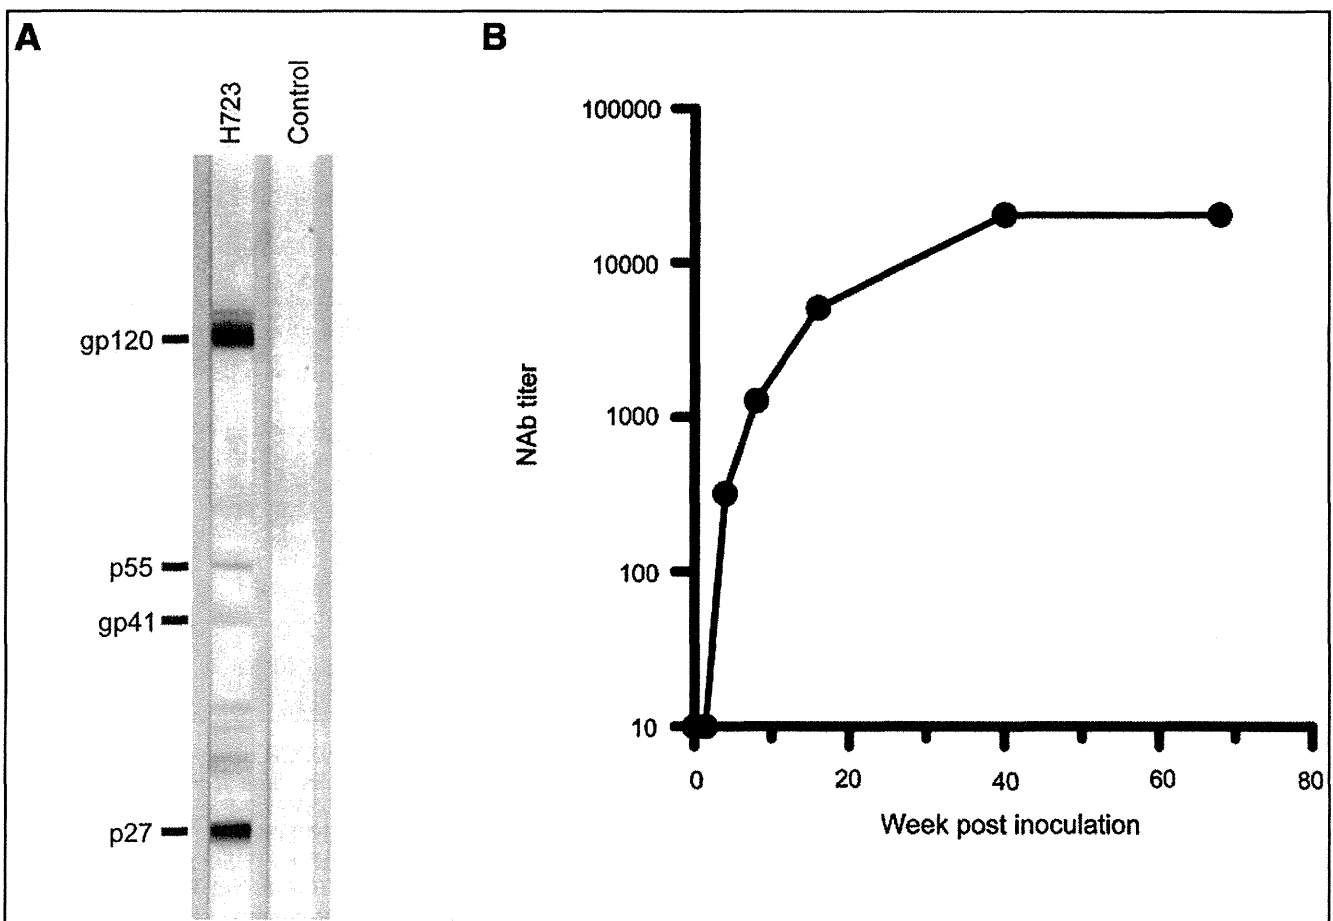 A
H723
Control
gp120
p55
gp41
p27
B
100000
10000
1000
100
10
NAb titer
0 20 40 60 80
Week post inoculation